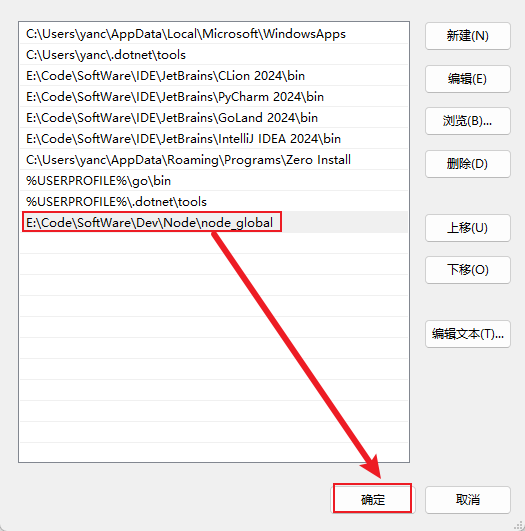 C:\Users\yanc\AppData\Local\Microsoft\WindowsApps
C:\Users\yanc\.dotnet\tools
E:\Code\SoftWare\IDE\JetBrains\CLion 2024\bin
E:\Code\SoftWare\IDE\JetBrains\PyCharm 2024\bin
E:\Code\SoftWare\IDE\JetBrains\GoLand 2024\bin
E:\Code\SoftWare\IDE\JetBrains\IntelliJ IDEA 2024\bin
C:\Users\yanc\AppData\Roaming\Programs\Zero Install
%USERPROFILE%\go\bin
%USERPROFILE%\.dotnet\tools
E:\Code\SoftWare\Dev\Node\node_global
新建(N)
编辑(E)
浏览(B)...
删除(D)
上移(U)
下移(O)
编辑文本(T)...
确定
取消